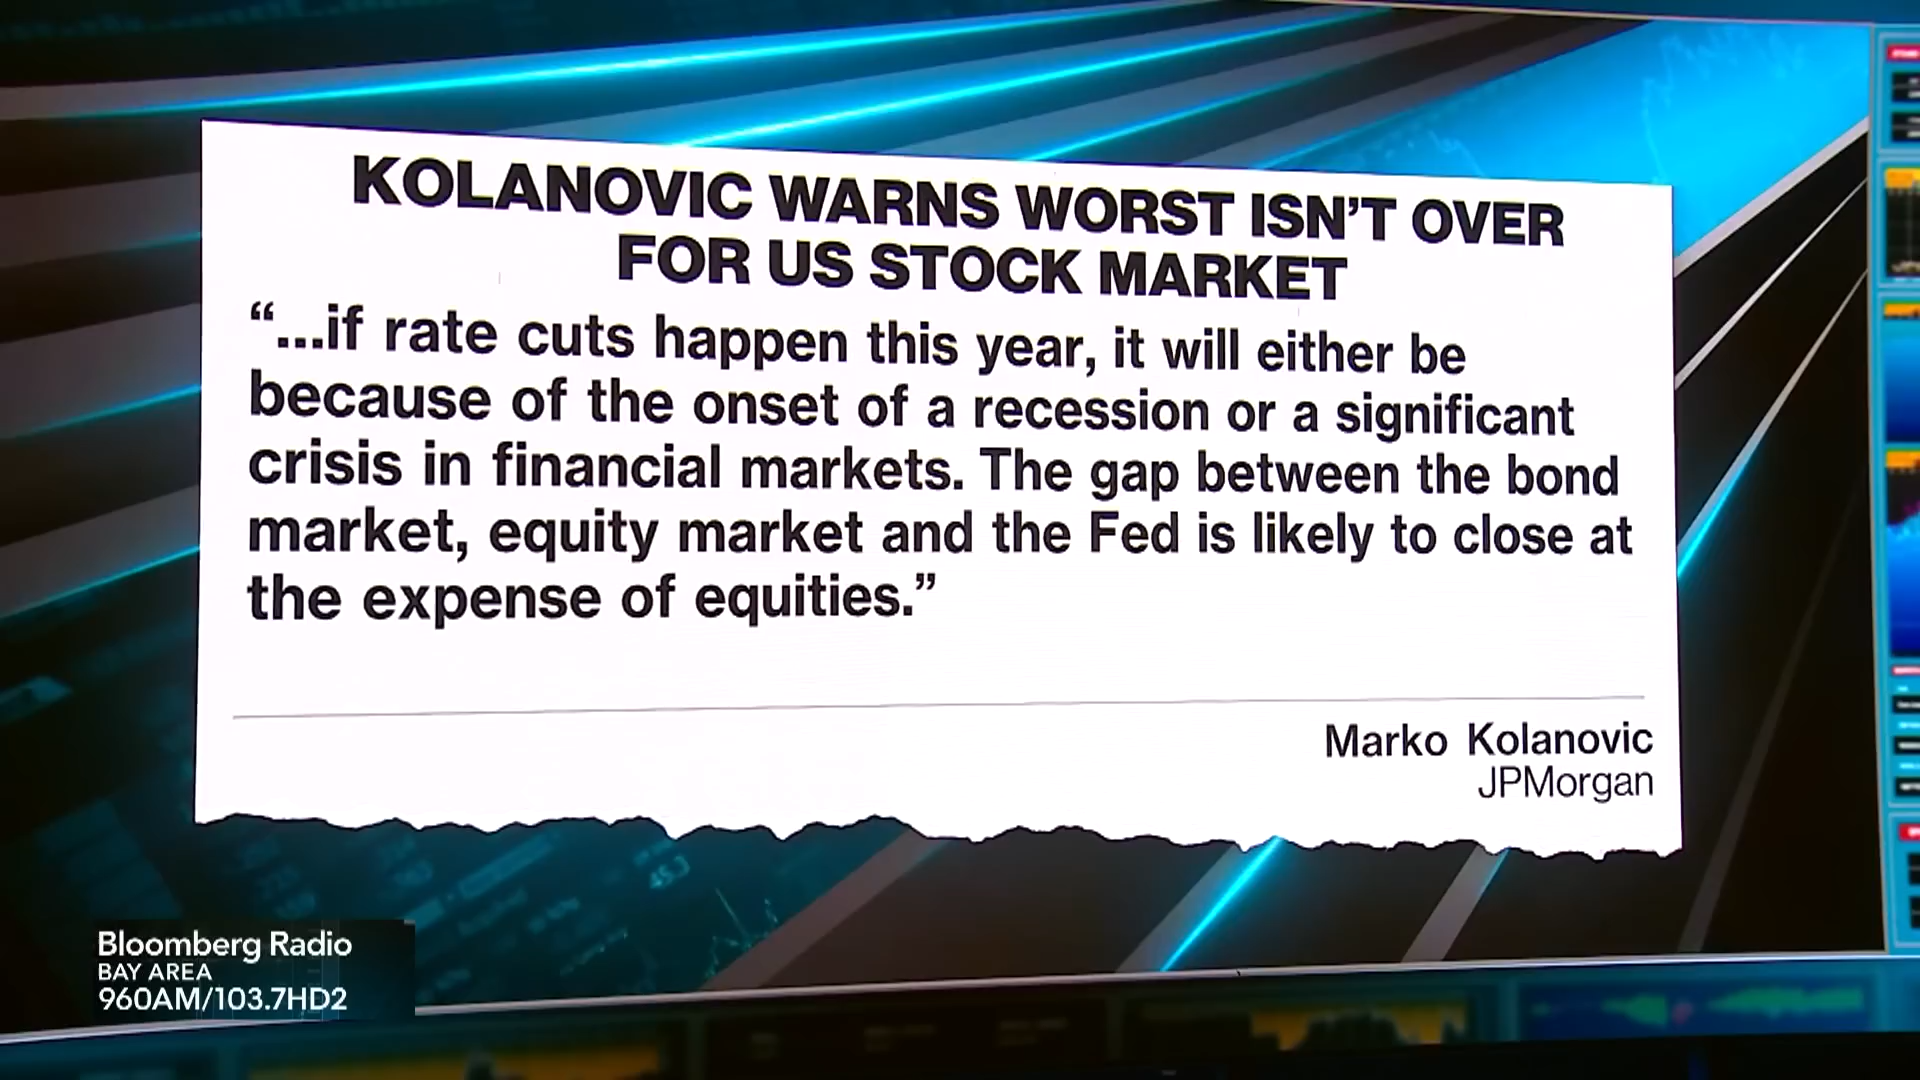 KOLANOVIC WARNS WORST ISN'T OVER
FOR US STOCK MARKET
“...if rate cuts happen this year, it will either be
because of the onset of a recession or a significant
crisis in financial markets. The gap between the bond
market, equity market and the Fed is likely to close at
the expense of equities.”
Marko Kolanovic
JPMorgan
Bloomberg Radio
BAY AREA
960AM/103.7HD2